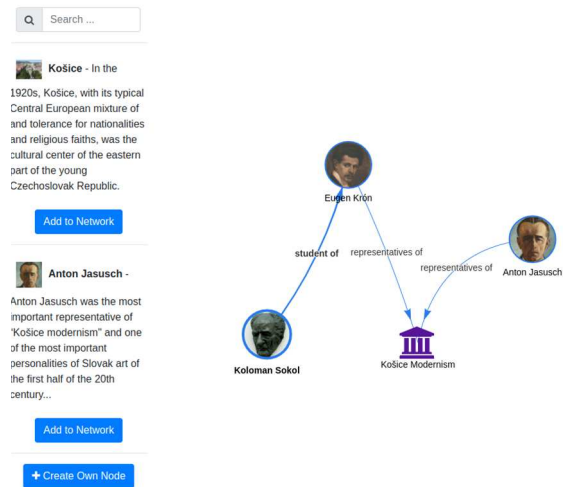 Search ...
Košice - In the
1920s, Košice, with its typical
Central European mixture of
and tolerance for nationalities
and religious faiths, was the
cultural center of the eastern
part of the young
Czechoslovak Republic.
Add to Network
Anton Jasusch -
Anton Jasusch was the most
important representative of
"Košice modernism" and one
of the most important
personalities of Slovak art of
the first half of the 20th
century...
Add to Network
Create Own Node
Eugen Krón
student of
representatives of
representatives of
Anton Jasusch
Koloman Sokol
Košice Modernism